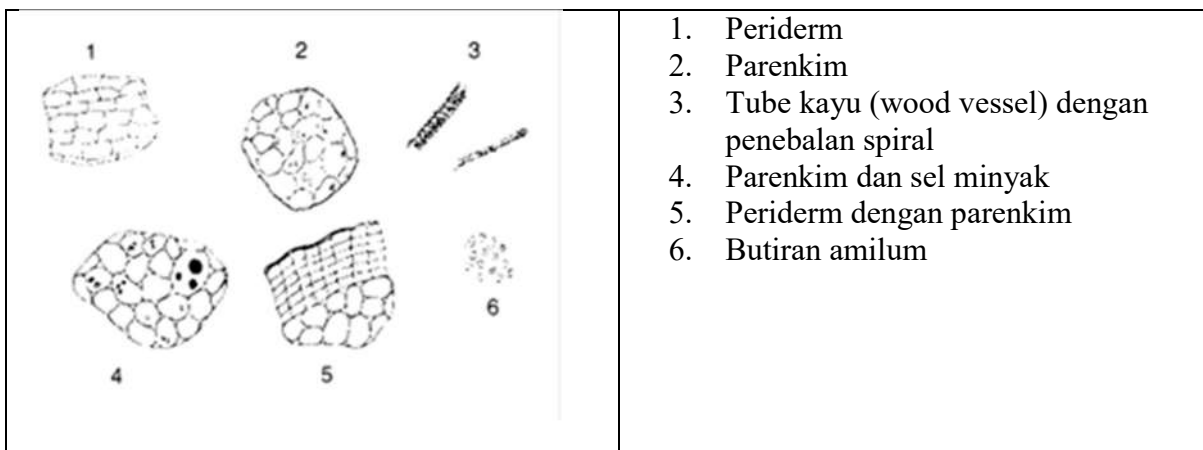 1 2 3
4 5 6
1. Periderm
2. Parenkim
3. Tube kayu (wood vessel) dengan
penebalan spiral
4. Parenkim dan sel minyak
5. Periderm dengan parenkim
6. Butiran amilum